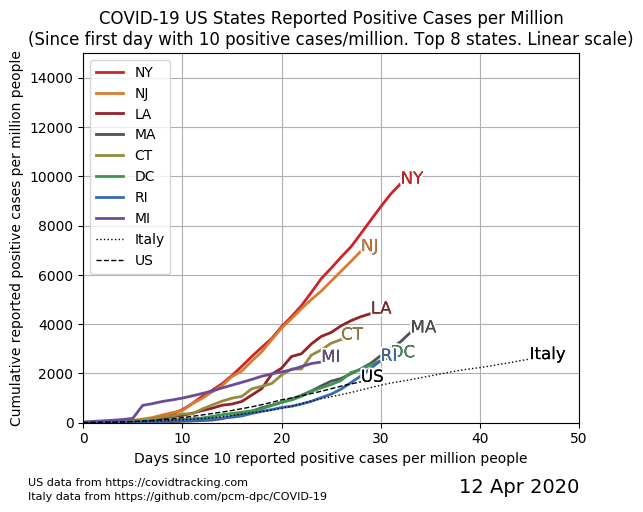 COVID-19 US States Reported Positive Cases per Million
(Since first day with 10 positive cases/million. Top 8 states. Linear scale)
Cumulative reported positive cases per million people
14000
12000
10000
8000
6000
4000
2000
0
NY
NJ
LA
MA
CT
DC
RI
MI
Italy
US
NY
NJ
LA
MA
CT
DC
RI
MI
Italy
US
0 10 20 30 40 50
Days since 10 reported positive cases per million people
US data from https://covidtracking.com
Italy data from https://github.com/pcm-dpc/COVID-19
12 Apr 2020